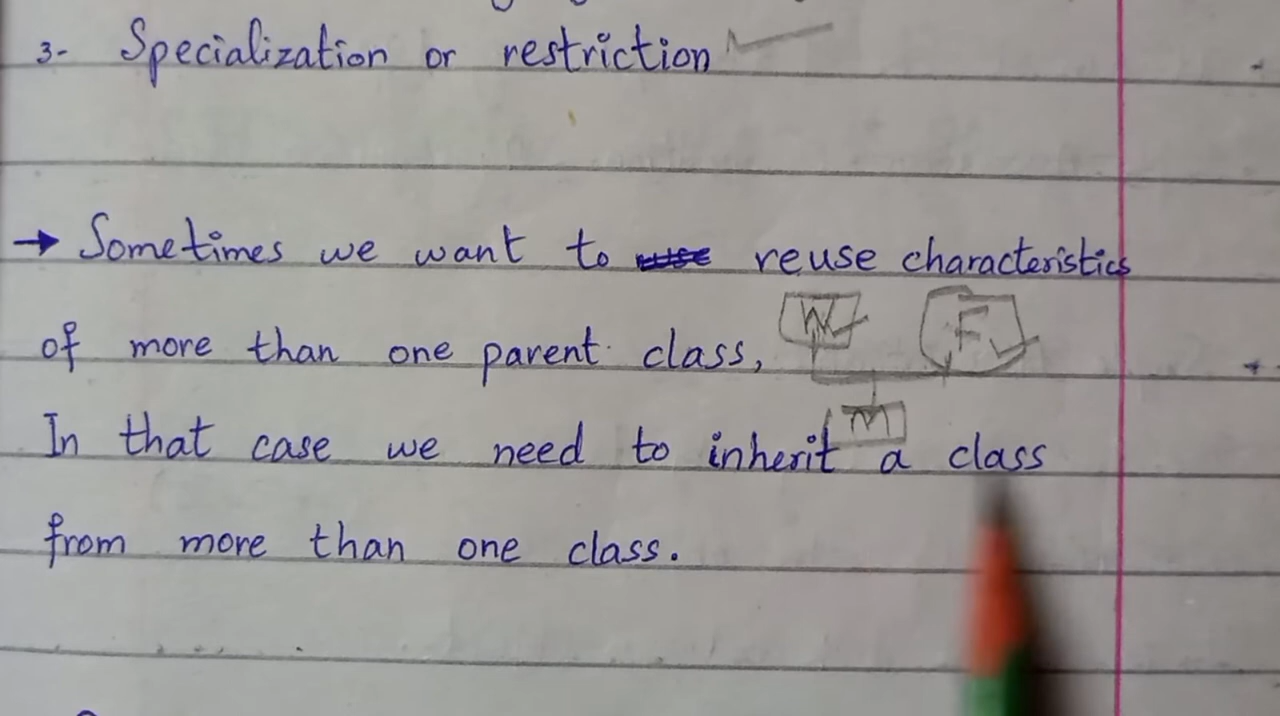 3- Specialization or restriction
→ Sometimes we want to reuse characteristics
of more than one parent class,
W F
M
In that case we need to inherit a class
from more than one class.